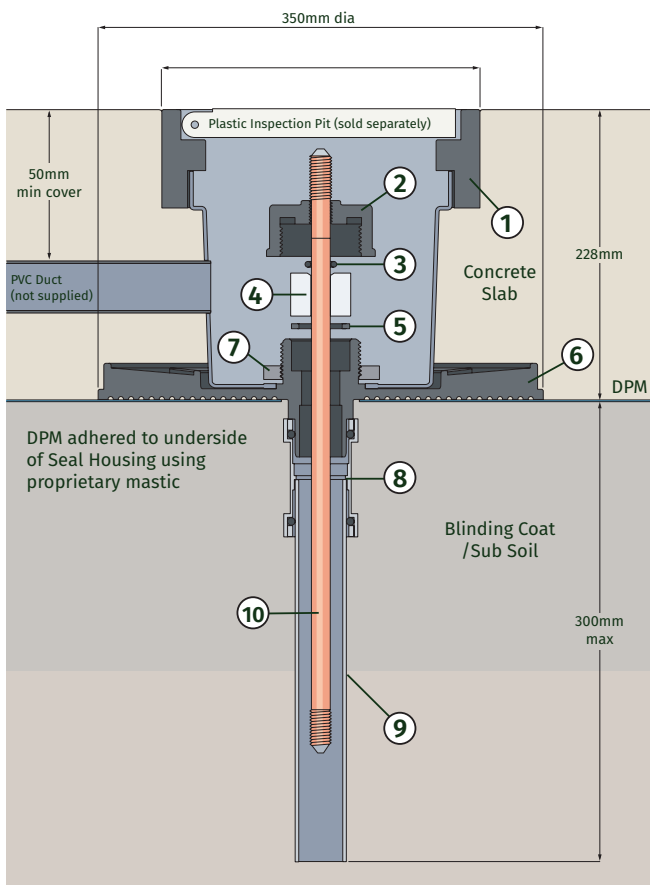 350mm dia
Plastic Inspection Pit (sold separately)
50mm
min cover
2
1
3
228mm
PVC Duct
(not supplied)
Concrete
Slab
4
5
7
6
DPM
DPM adhered to underside
of Seal Housing using
proprietary mastic
8
Blinding Coat
/Sub Soil
10
300mm
max
9